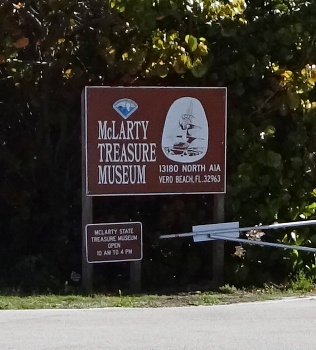 McLARTY
TREASURE
MUSEUM
13180 NORTH A1A
VERO BEACH, FL. 32963
McLARTY STATE
TREASURE MUSEUM
OPEN
10 AM TO 4 PM